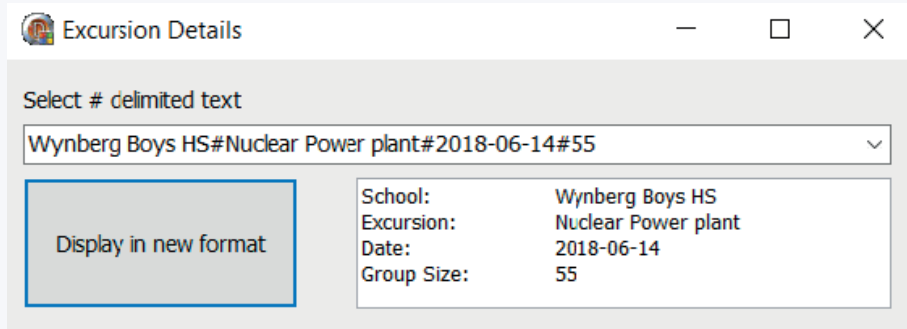 Excursion Details
Select # delimited text
Wynberg Boys HS#Nuclear Power plant#2018-06-14#55
Display in new format
School: Wynberg Boys HS
Excursion: Nuclear Power plant
Date: 2018-06-14
Group Size: 55